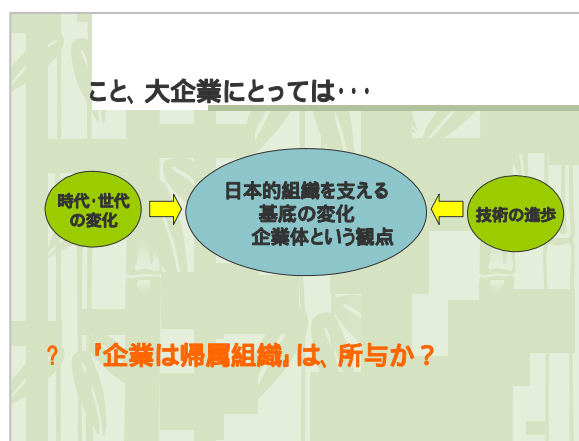 こと、大企業にとっては･･･
時代･世代
の変化
日本的組織を支える
基底の変化
企業体という観点
技術の進歩
? 「企業は帰属組織」は、所与か？